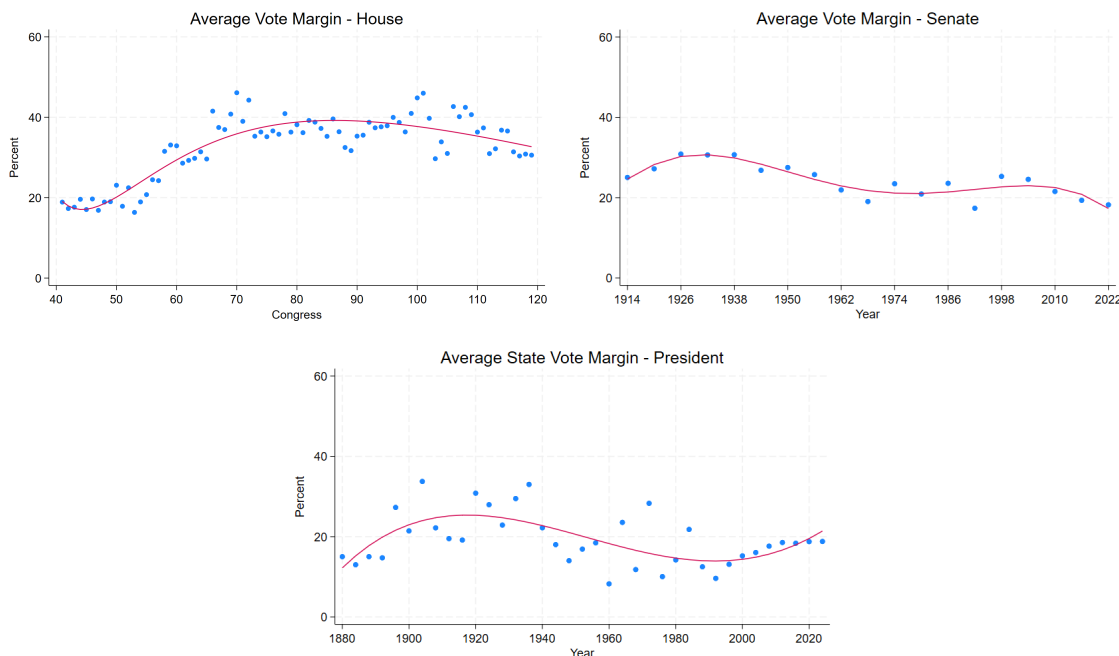 Average Vote Margin - House
60
40
20
0
Percent
40 50 60 70 80 90 100 110 120
Congress
Average Vote Margin - Senate
60
40
20
0
Percent
1914 1926 1938 1950 1962 1974 1986 1998 2010 2022
Year
Average State Vote Margin - President
60
40
20
0
Percent
1880 1900 1920 1940 1960 1980 2000 2020
Year